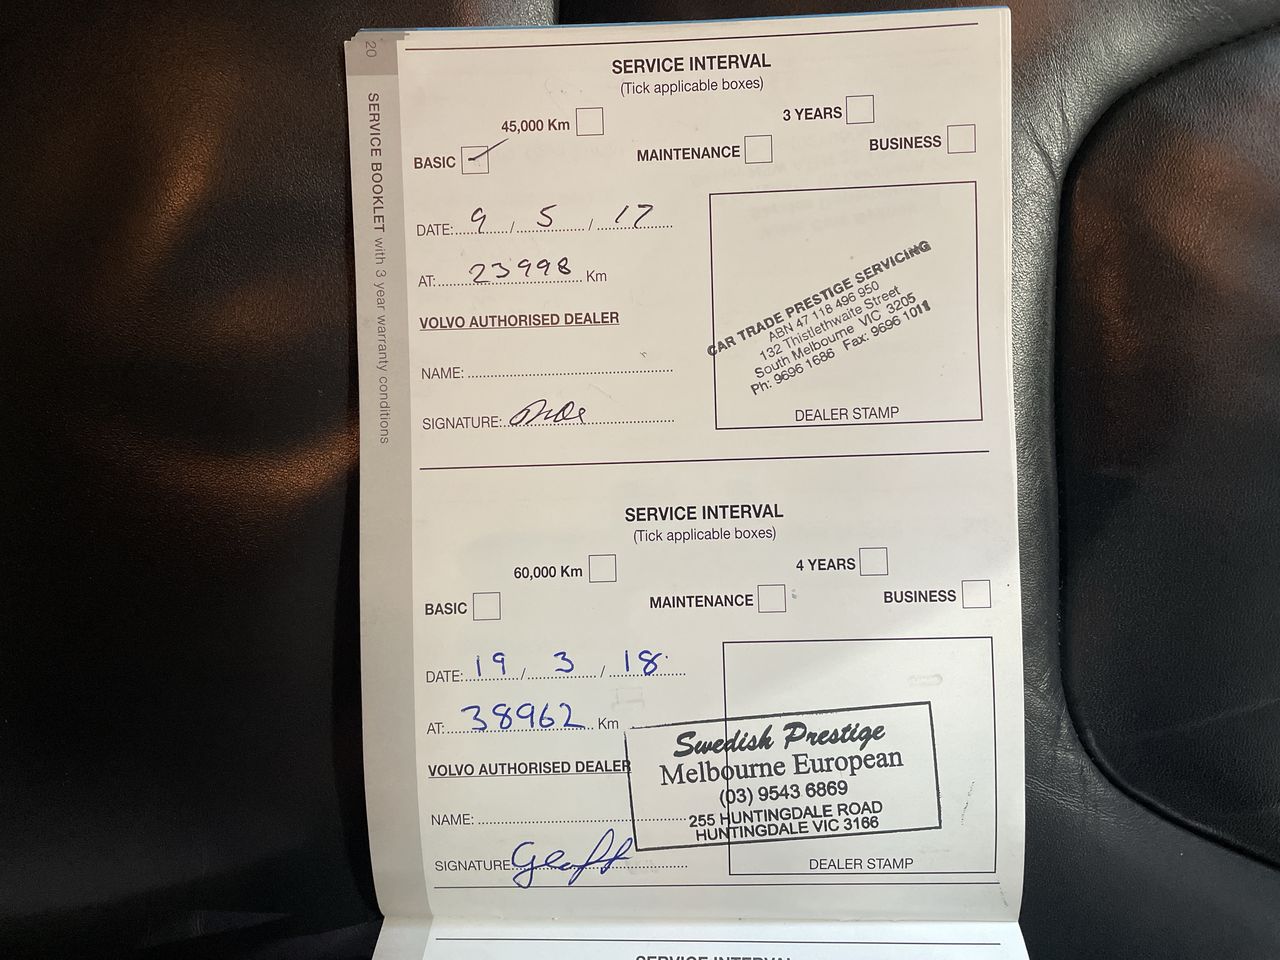 20
SERVICE BOOKLET with 3 year warranty conditions
SERVICE INTERVAL
(Tick applicable boxes)
45,000 Km
3 YEARS
BASIC
MAINTENANCE
BUSINESS
DATE: 9 / 5 / 17
AT: 23998 Km
VOLVO AUTHORISED DEALER
NAME:
SIGNATURE:
CAR TRADE PRESTIGE SERVICING
ABN 47 118 496 950
132 Thistlethwaite Street
South Melbourne VIC 3205
Ph: 9696 1686 Fax: 9696 1011
DEALER STAMP
SERVICE INTERVAL
(Tick applicable boxes)
60,000 Km
4 YEARS
BASIC
MAINTENANCE
BUSINESS
DATE: 19 / 3 / 18
AT: 38962 Km
VOLVO AUTHORISED DEALER
NAME:
SIGNATURE: Geoff
Swedish Prestige
Melbourne European
(03) 9543 6869
255 HUNTINGDALE ROAD
HUNTINGDALE VIC 3166
DEALER STAMP